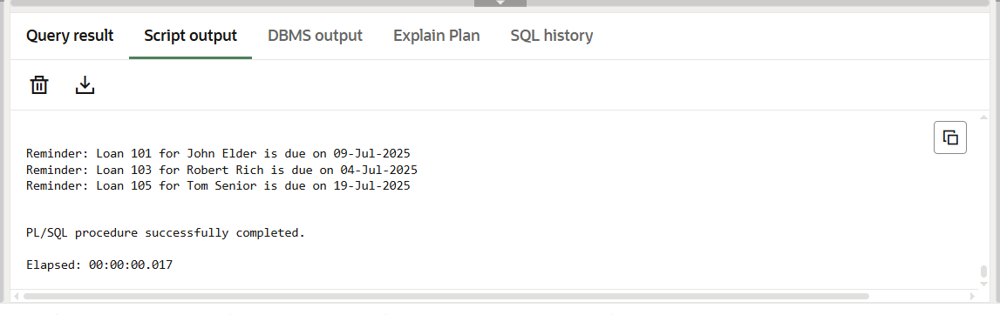 Query result Script output DBMS output Explain Plan SQL history
Reminder: Loan 101 for John Elder is due on 09-Jul-2025
Reminder: Loan 103 for Robert Rich is due on 04-Jul-2025
Reminder: Loan 105 for Tom Senior is due on 19-Jul-2025
PL/SQL procedure successfully completed.
Elapsed: 00:00:00.017